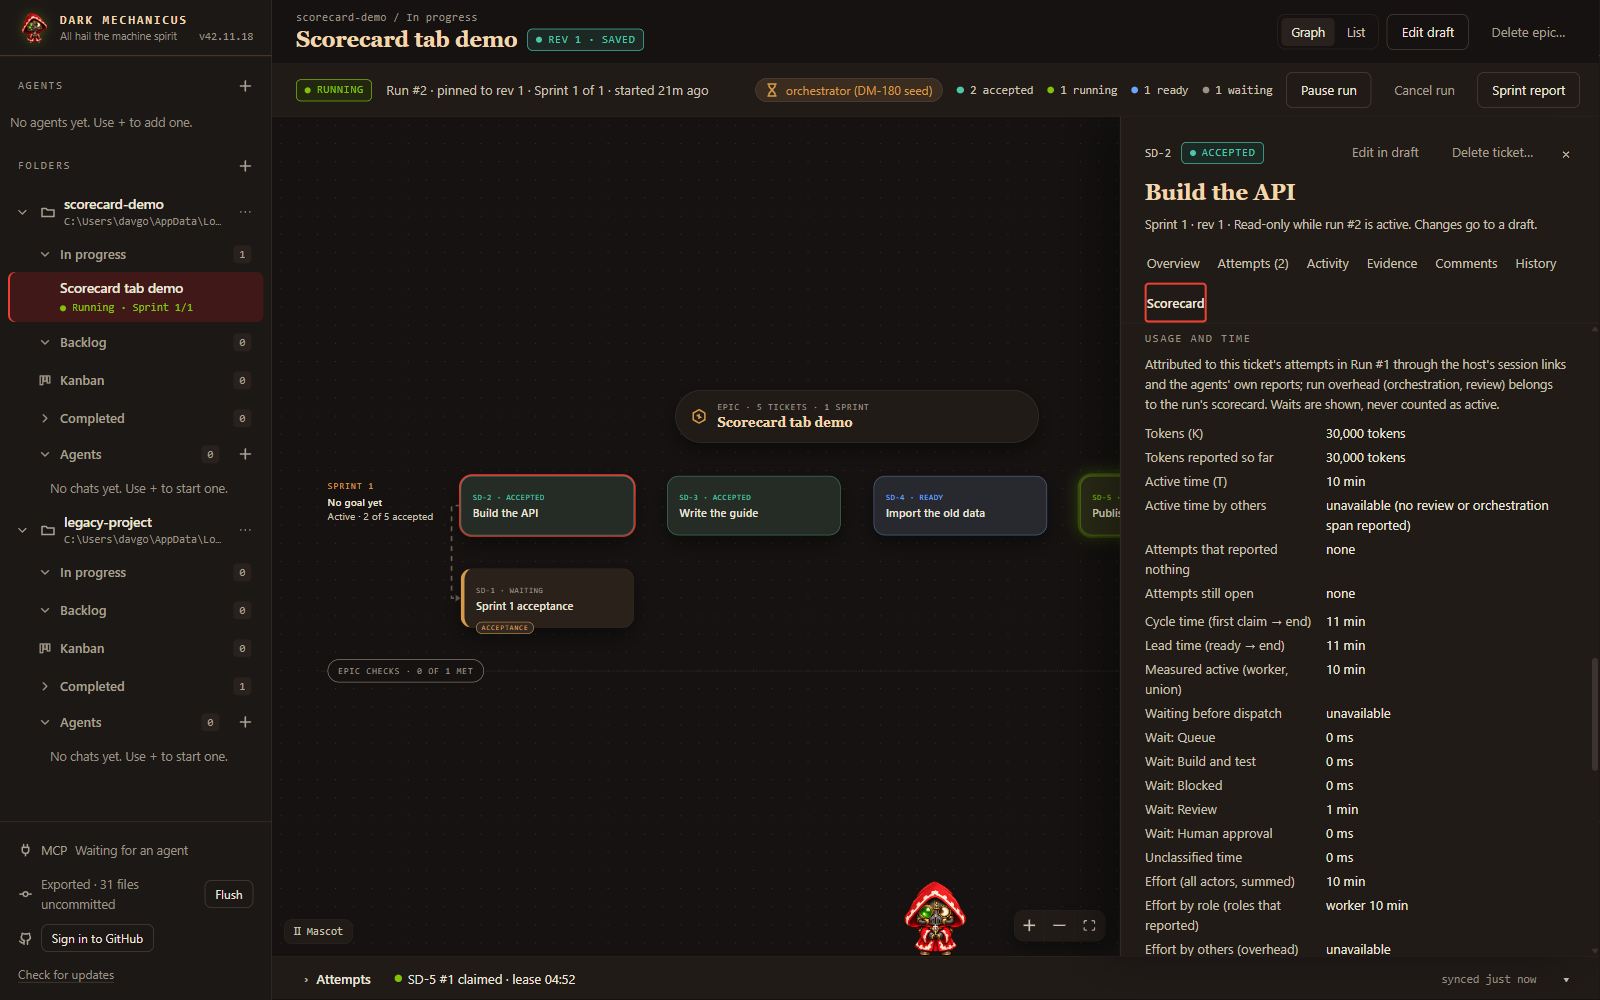 DARK MECHANICUS
All hail the machine spirit v42.11.18
AGENTS
No agents yet. Use + to add one.
FOLDERS
scorecard-demo
C:\Users\davgo\AppData\Lo…
In progress 1
Scorecard tab demo
Running · Sprint 1/1
Backlog 0
Kanban 0
Completed 0
Agents 0
No chats yet. Use + to start one.
legacy-project
C:\Users\davgo\AppData\Lo…
In progress 0
Backlog 0
Kanban 0
Completed 1
Agents 0
No chats yet. Use + to start one.
MCP Waiting for an agent
Exported · 31 files
uncommitted
Flush
Sign in to GitHub
Check for updates
scorecard-demo / In progress
Scorecard tab demo REV 1 · SAVED
Graph List Edit draft Delete epic...
RUNNING Run #2 · pinned to rev 1 · Sprint 1 of 1 · started 21m ago orchestrator (DM-180 seed) 2 accepted 1 running 1 ready 1 waiting Pause run Cancel run Sprint report
EPIC · 5 TICKETS · 1 SPRINT
Scorecard tab demo
SPRINT 1
No goal yet
Active · 2 of 5 accepted
SD-2 · ACCEPTED
Build the API
SD-3 · ACCEPTED
Write the guide
SD-4 · READY
Import the old data
SD-5 ·
Publis
SD-1 · WAITING
Sprint 1 acceptance
ACCEPTANCE
EPIC CHECKS · 0 OF 1 MET
Mascot
SD-2 ACCEPTED Edit in draft Delete ticket... ×
Build the API
Sprint 1 · rev 1 · Read-only while run #2 is active. Changes go to a draft.
Overview Attempts (2) Activity Evidence Comments History
Scorecard
USAGE AND TIME
Attributed to this ticket's attempts in Run #1 through the host's session links
and the agents' own reports; run overhead (orchestration, review) belongs
to the run's scorecard. Waits are shown, never counted as active.
Tokens (K) 30,000 tokens
Tokens reported so far 30,000 tokens
Active time (T) 10 min
Active time by others unavailable (no review or orchestration
span reported)
Attempts that reported none
nothing
Attempts still open none
Cycle time (first claim → end) 11 min
Lead time (ready → end) 11 min
Measured active (worker, 10 min
union)
Waiting before dispatch unavailable
Wait: Queue 0 ms
Wait: Build and test 0 ms
Wait: Blocked 0 ms
Wait: Review 1 min
Wait: Human approval 0 ms
Unclassified time 0 ms
Effort (all actors, summed) 10 min
Effort by role (roles that worker 10 min
reported)
Effort by others (overhead) unavailable
Attempts SD-5 #1 claimed · lease 04:52 synced just now